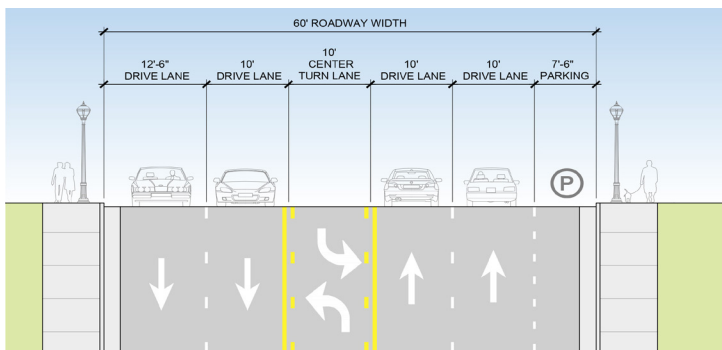 60' ROADWAY WIDTH
12'-6"
DRIVE LANE
10'
DRIVE LANE
10'
CENTER
TURN LANE
10'
DRIVE LANE
10'
DRIVE LANE
7'-6"
PARKING
P